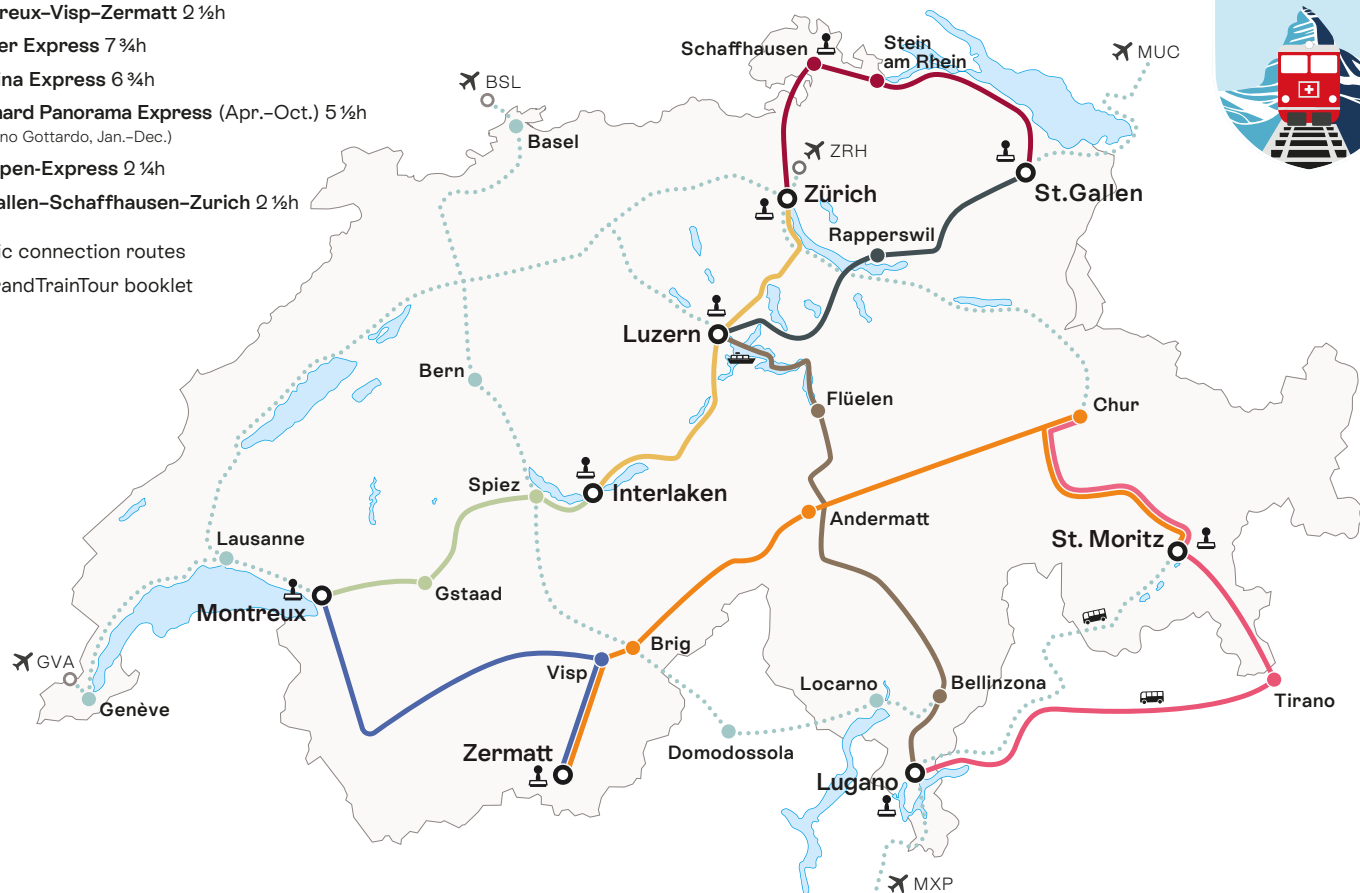 reux–Visp–Zermatt 2 ½h
er Express 7 ¾h
ina Express 6 ¾h
hard Panorama Express (Apr.–Oct.) 5 ½h
no Gottardo, Jan.–Dec.)
lpen-Express 2 ¼h
allen–Schaffhausen–Zurich 2 ½h
ic connection routes
randTrainTour booklet
Schaffhausen
Stein
am Rhein
MUC
BSL
Basel
ZRH
Zürich
St.Gallen
Rapperswil
Luzern
Bern
Flüelen
Chur
Spiez
Interlaken
Andermatt
Lausanne
St. Moritz
Gstaad
Montreux
Brig
GVA
Visp
Locarno
Bellinzona
Genève
Tirano
Zermatt
Domodossola
Lugano
MXP